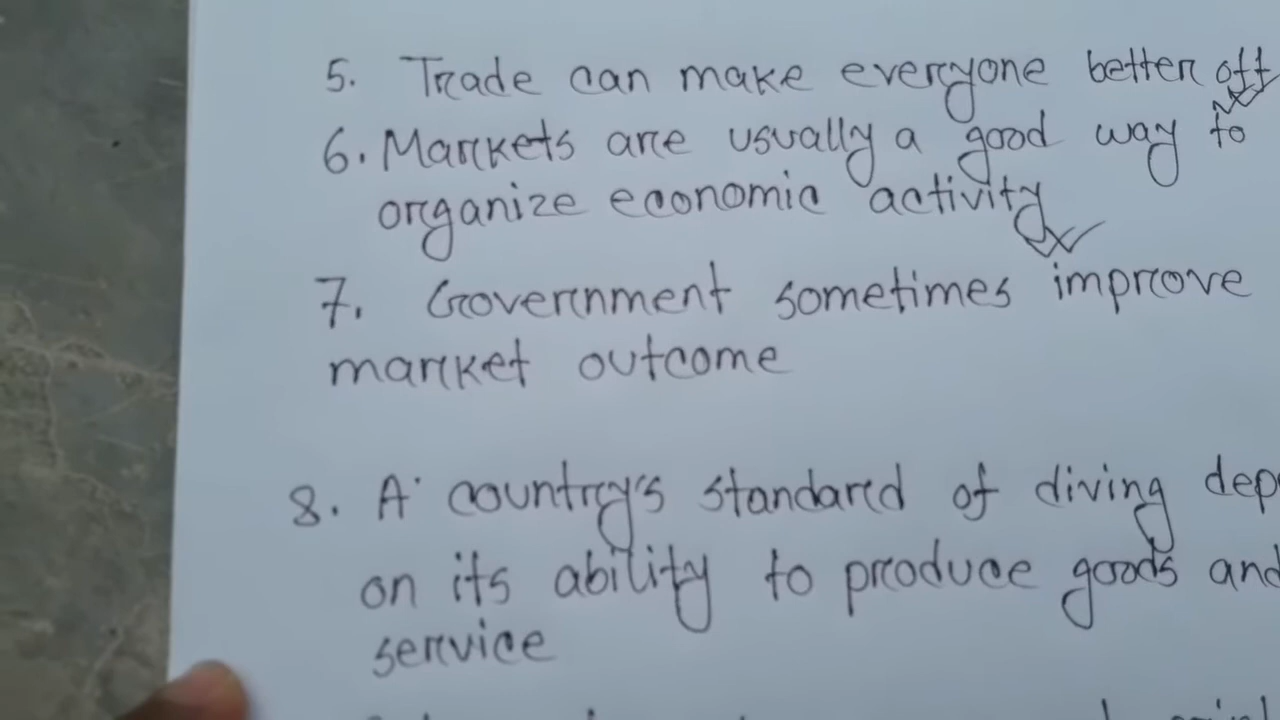 5. Trade can make everyone better off
6. Markets are usually a good way to
organize economic activity
7. Government sometimes improve
market outcome
8. A country's standard of diving dep
on its ability to produce goods and
service